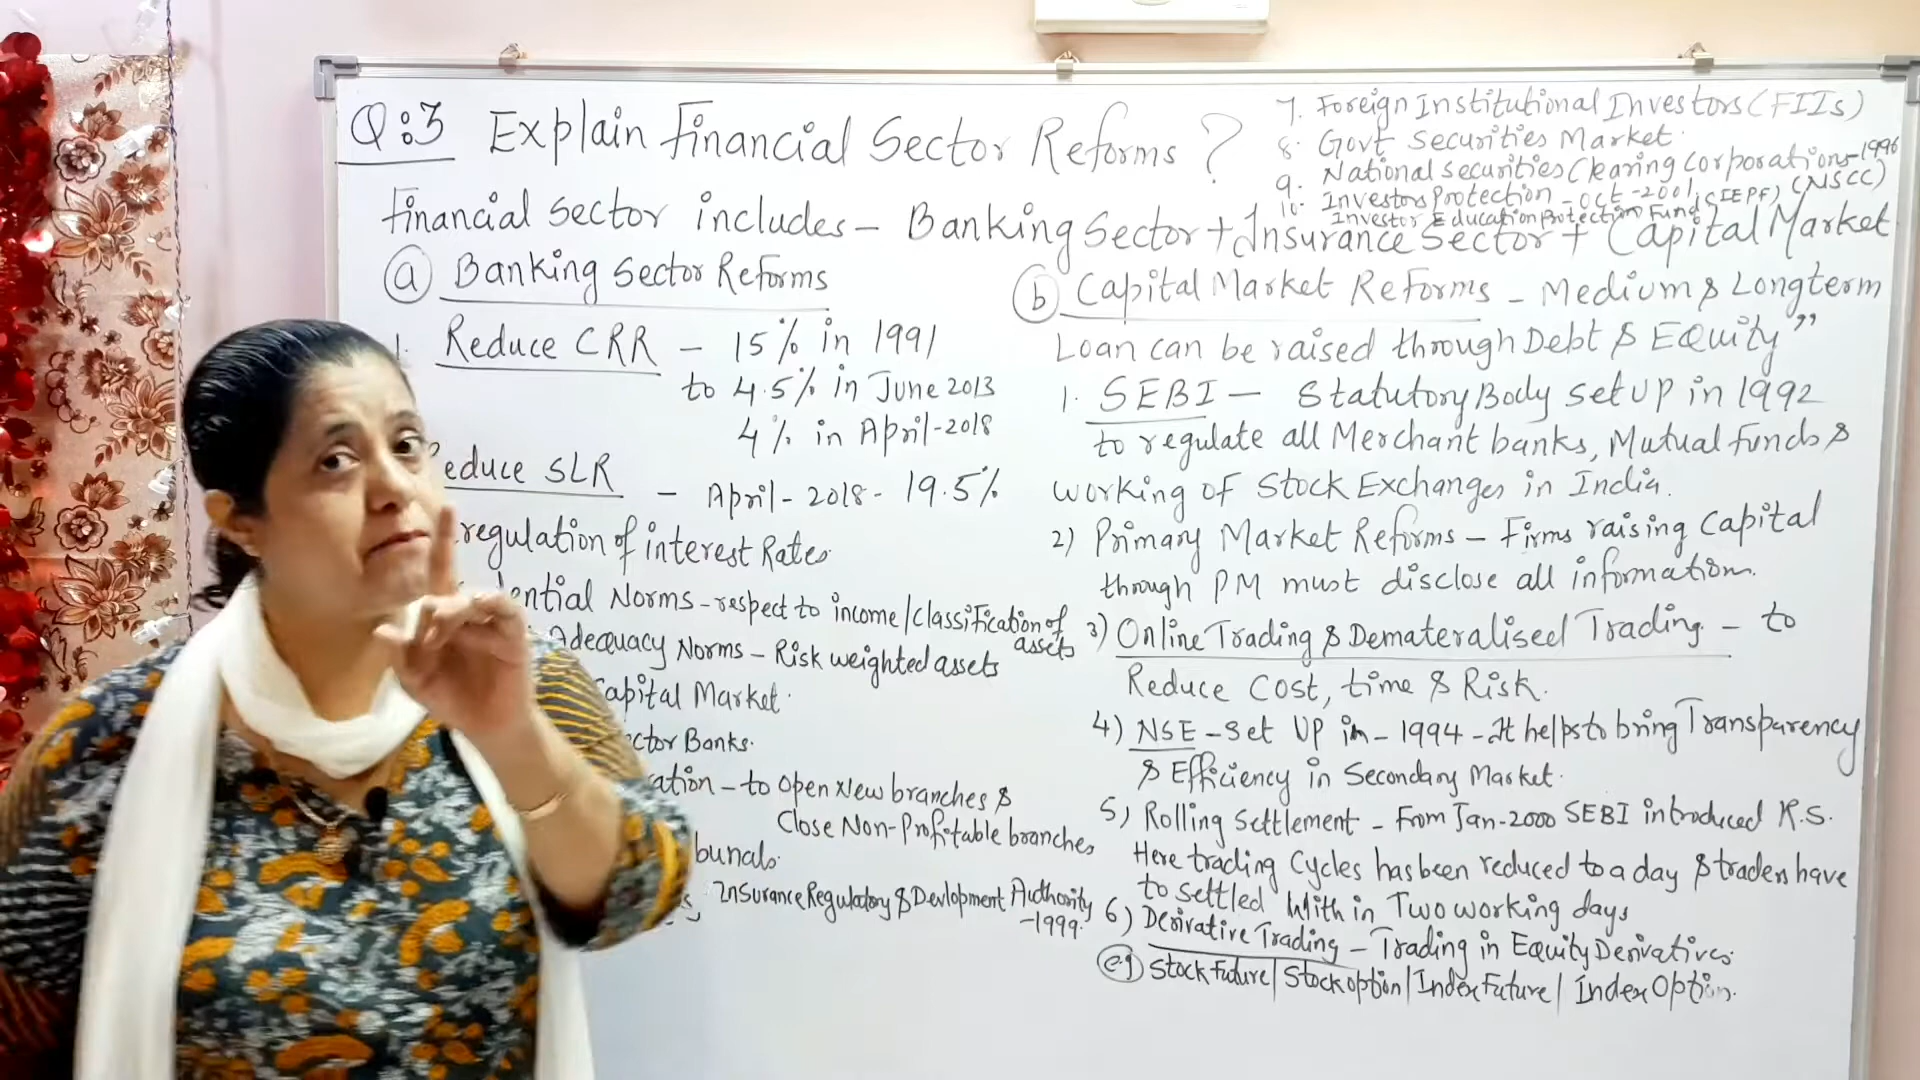 Q:3 Explain Financial Sector Reforms?
Financial Sector includes - Banking Sector + Insurance Sector + Capital Market
a Banking Sector Reforms
1. Reduce CRR - 15% in 1991
to 4.5% in June 2013
4% in April-2018
educe SLR
- April-2018- 19.5%
regulation of interest Rates
ential Norms-respect to income/classification of
assets
Adequacy Norms - Risk weighted assets
apital Market.
ctor Banks.
ation - to open New branches &
Close Non-Profitable branches
bunals.
Insurance Regulatory & Devlopment Authority
-1999.
7. Foreign Institutional Investors (FIIs)
8. Govt Securities Market.
9. National Securities Clearing Corporations-1996
(NSCC)
10. Investors Protection - Oct-2001, (IEPF)
Investor Education Protection Fund
b Capital Market Reforms - Medium & Longterm
Loan can be raised through Debt & Equity”
1. SEBI - Statutory Body set up in 1992
to regulate all Merchant banks, Mutual funds &
working of Stock Exchanges in India.
2) Primary Market Reforms - Firms raising Capital
through PM must disclose all information.
3) Online Trading & Demateralised Trading. - to
Reduce Cost, time & Risk.
4) NSE - Set Up in - 1994 - It helps to bring Transparency
& Efficiency in Secondary Market.
5) Rolling Settlement - From Jan-2000 SEBI introduced R.S.
Here trading Cycles has been reduced to a day & traders have
to settled With in Two working days
6) Derivative Trading - Trading in Equity Derivatives.
eg Stock Future/ Stock option/ Index Future/ Index Option.